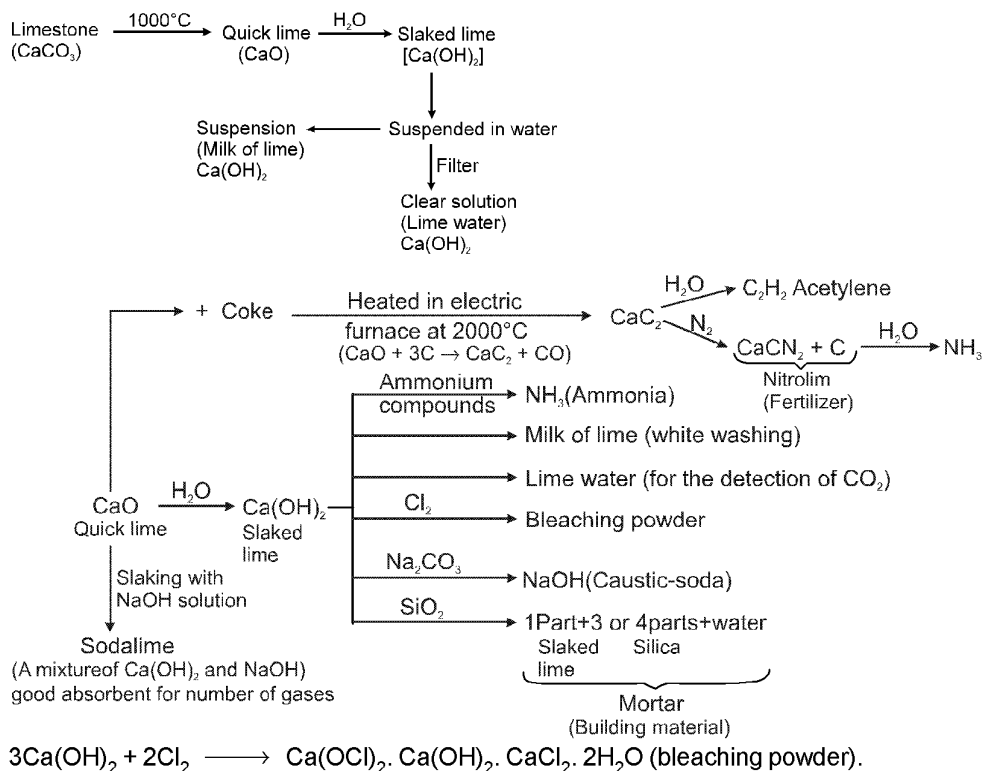 Limestone
(CaCO₃)
1000°C
Quick lime
(CaO)
H₂O
Slaked lime
[Ca(OH)₂]
Suspension
(Milk of lime)
Ca(OH)₂
Suspended in water
Filter
Clear solution
(Lime water)
Ca(OH)₂
+ Coke
Heated in electric
furnace at 2000°C
(CaO + 3C → CaC₂ + CO)
CaC₂
H₂O
C₂H₂ Acetylene
N₂
CaCN₂ + C
Nitrolim
(Fertilizer)
H₂O
NH₃
CaO
Quick lime
H₂O
Ca(OH)₂
Slaked
lime
Ammonium
compounds
NH₃(Ammonia)
Milk of lime (white washing)
Lime water (for the detection of CO₂)
Cl₂
Bleaching powder
Na₂CO₃
NaOH(Caustic-soda)
SiO₂
1Part+3 or 4parts+water
Slaked
lime
Silica
Mortar
(Building material)
Slaking with
NaOH solution
Sodalime
(A mixtureof Ca(OH)₂ and NaOH)
good absorbent for number of gases
3Ca(OH)₂ + 2Cl₂ ⟶ Ca(OCl)₂. Ca(OH)₂. CaCl₂. 2H₂O (bleaching powder).